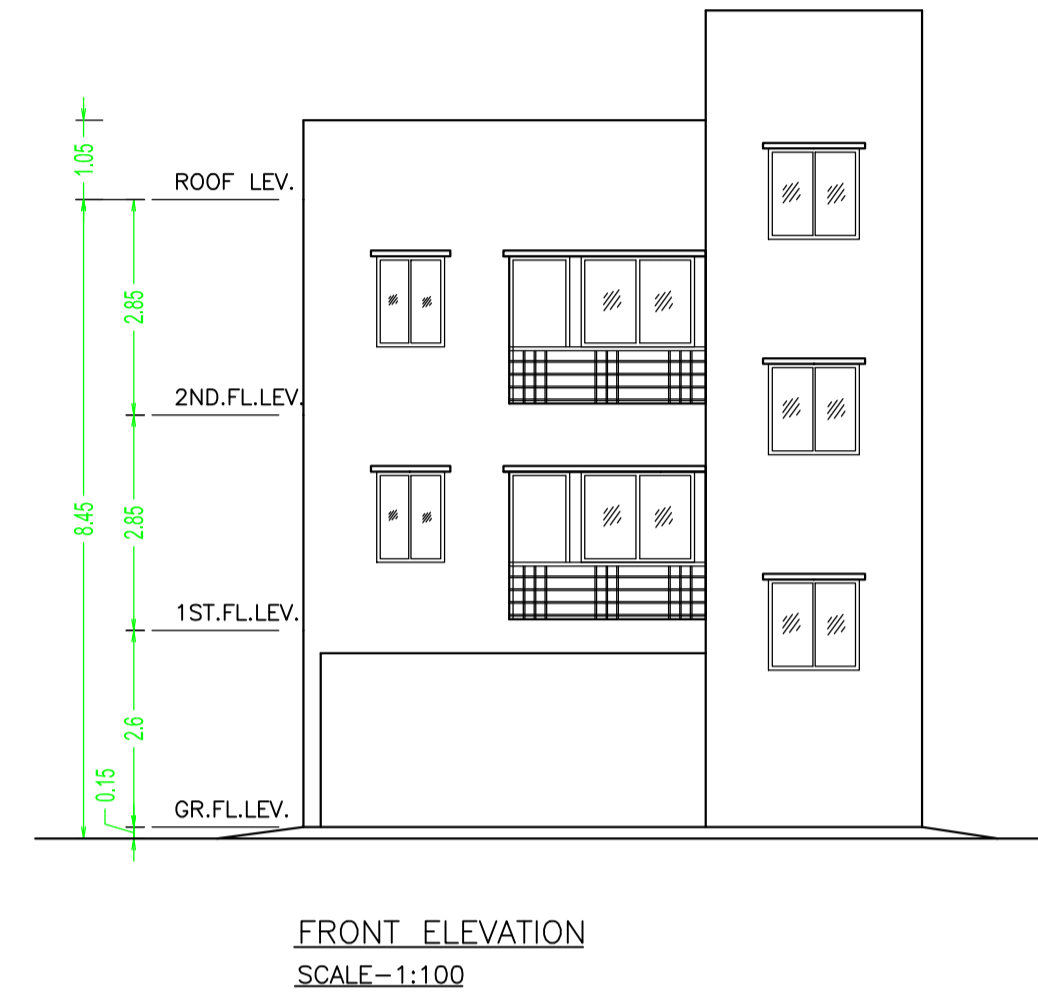 1.05
ROOF LEV.
2.85
2ND.FL.LEV.
8.45
2.85
1ST.FL.LEV.
2.6
0.15
GR.FL.LEV.
FRONT ELEVATION
SCALE-1:100